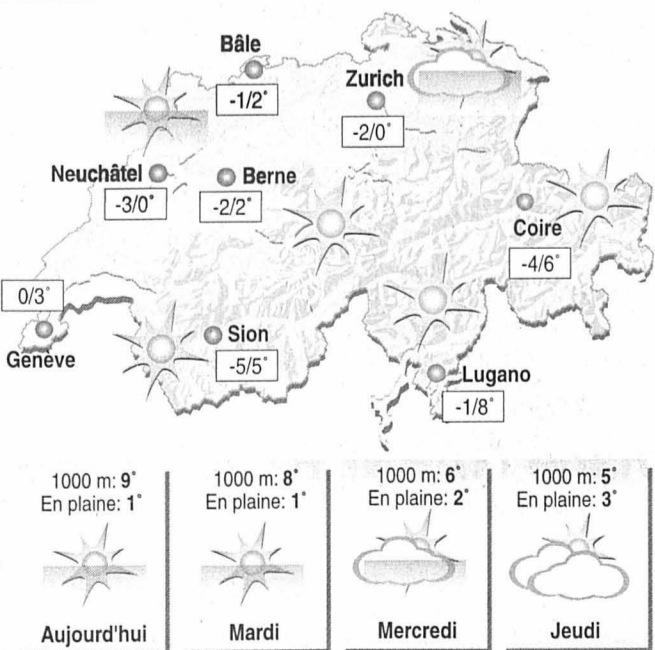 Bâle
-1/2°
Zurich
-2/0°
Neuchâtel
-3/0°
Berne
-2/2°
Coire
-4/6°
0/3°
Genève
Sion
-5/5°
Lugano
-1/8°
1000 m: 9°
En plaine: 1°
Aujourd'hui
1000 m: 8°
En plaine: 1°
Mardi
1000 m: 6°
En plaine: 2°
Mercredi
1000 m: 5°
En plaine: 3°
Jeudi